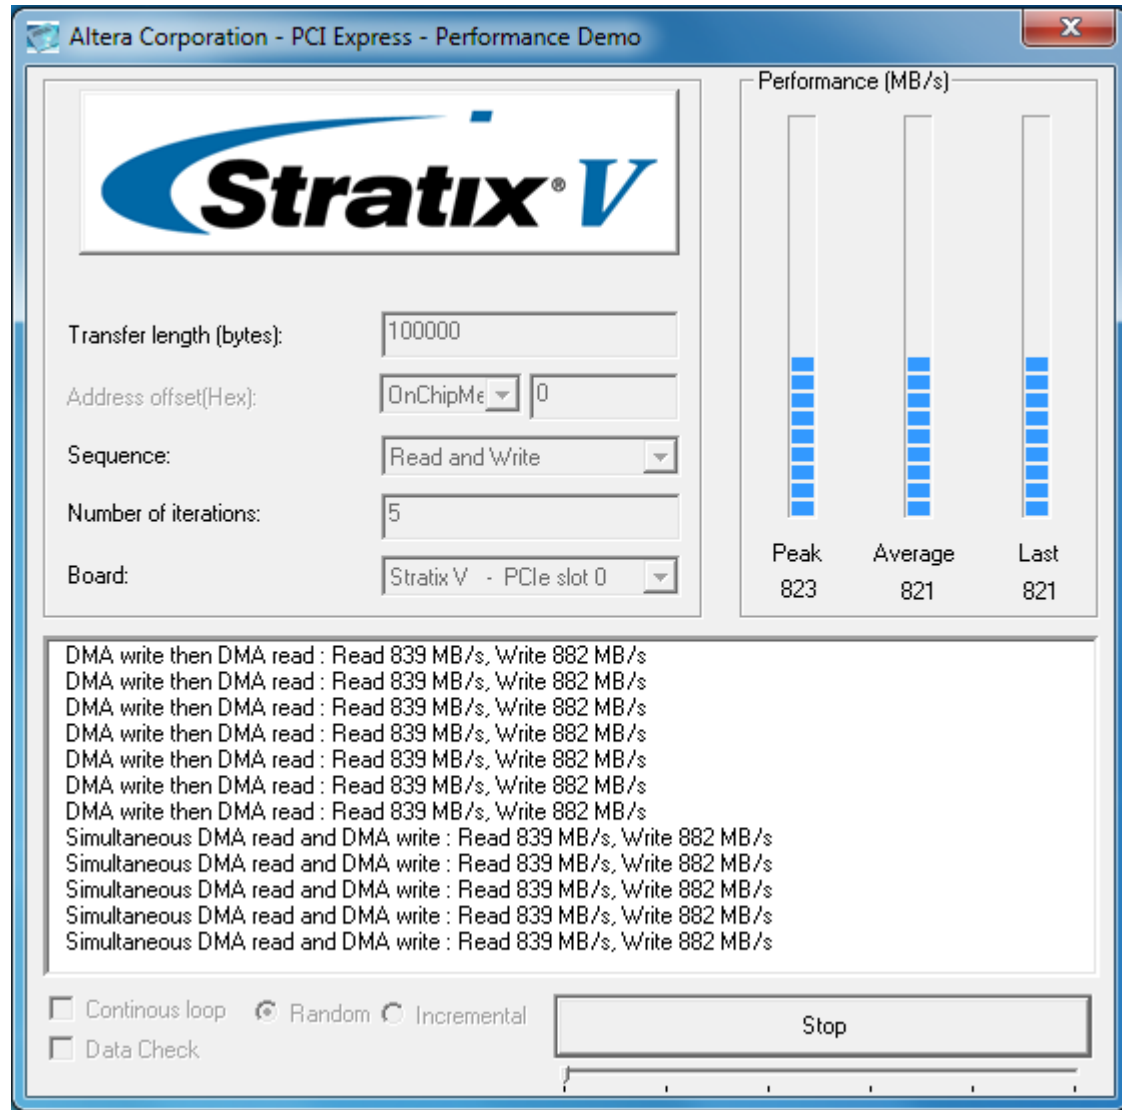 Altera Corporation - PCI Express - Performance Demo
x
Stratix® V
Transfer length (bytes):
100000
Address offset(Hex):
OnChipMe
0
Sequence:
Read and Write
Number of iterations:
5
Board:
Stratix V - PCIe slot 0
Performance (MB/s)
Peak Average Last
823 821 821
DMA write then DMA read : Read 839 MB/s, Write 882 MB/s
DMA write then DMA read : Read 839 MB/s, Write 882 MB/s
DMA write then DMA read : Read 839 MB/s, Write 882 MB/s
DMA write then DMA read : Read 839 MB/s, Write 882 MB/s
DMA write then DMA read : Read 839 MB/s, Write 882 MB/s
DMA write then DMA read : Read 839 MB/s, Write 882 MB/s
DMA write then DMA read : Read 839 MB/s, Write 882 MB/s
Simultaneous DMA read and DMA write : Read 839 MB/s, Write 882 MB/s
Simultaneous DMA read and DMA write : Read 839 MB/s, Write 882 MB/s
Simultaneous DMA read and DMA write : Read 839 MB/s, Write 882 MB/s
Simultaneous DMA read and DMA write : Read 839 MB/s, Write 882 MB/s
Simultaneous DMA read and DMA write : Read 839 MB/s, Write 882 MB/s
Continous loop
Random
Incremental
Data Check
Stop